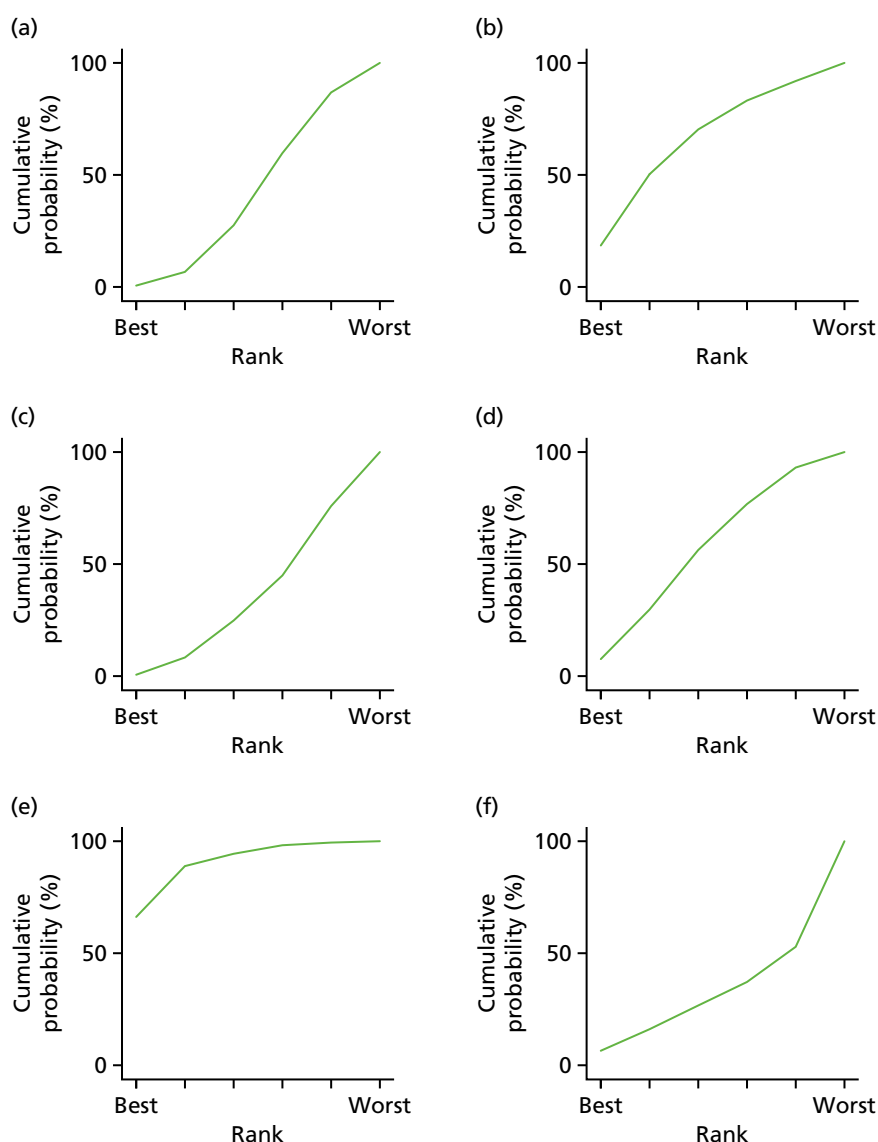 (a)
100
50
0
Cumulative
probability (%)
Best
Worst
Rank
(b)
100
50
0
Cumulative
probability (%)
Best
Worst
Rank
(c)
100
50
0
Cumulative
probability (%)
Best
Worst
Rank
(d)
100
50
0
Cumulative
probability (%)
Best
Worst
Rank
(e)
100
50
0
Cumulative
probability (%)
Best
Worst
Rank
(f)
100
50
0
Cumulative
probability (%)
Best
Worst
Rank